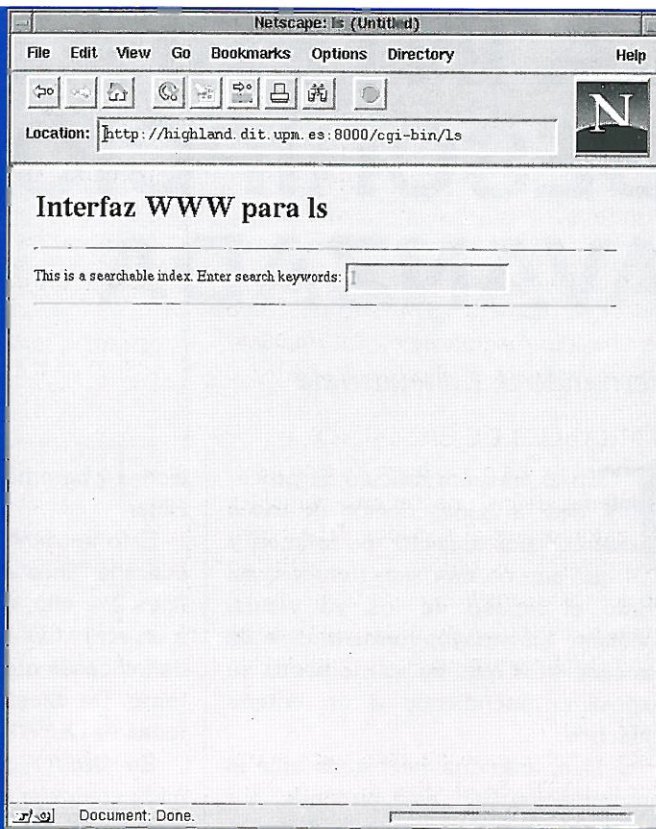 Netscape: ls (Untitled)
File Edit View Go Bookmarks Options Directory Help
Location: http://highland.dit.upm.es:8000/cgi-bin/ls
N
Interfaz WWW para ls
This is a searchable index. Enter search keywords:
Document: Done.